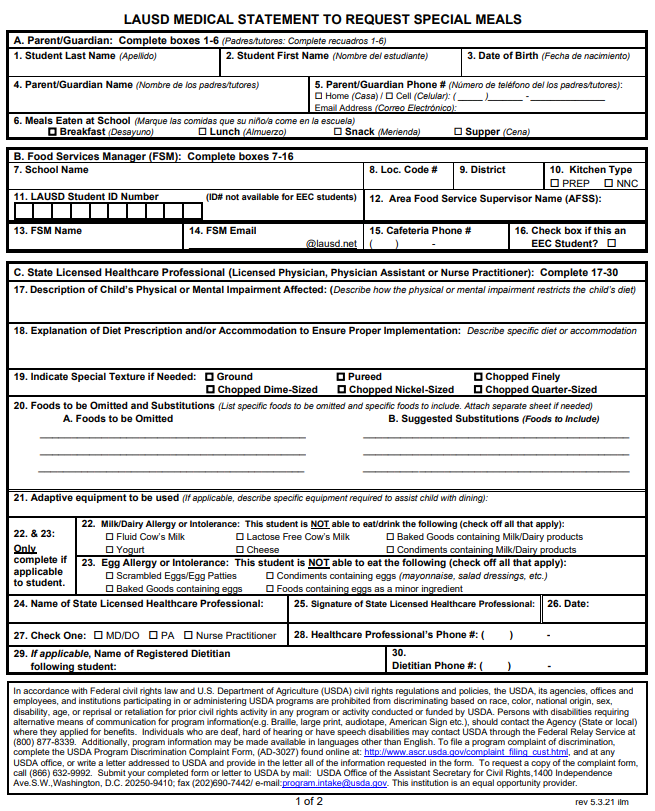 LAUSD MEDICAL STATEMENT TO REQUEST SPECIAL MEALS
A. Parent/Guardian: Complete boxes 1-6 (Padres/tutores: Complete recuadros 1-6)
1. Student Last Name (Apellido)
2. Student First Name (Nombre del estudiante)
3. Date of Birth (Fecha de nacimiento)
4. Parent/Guardian Name (Nombre de los padres/tutores)
5. Parent/Guardian Phone # (Número de teléfono del los padres/tutores):
☐ Home (Casa) / ☐ Cell (Celular): ( _____ )_______ - _______________
Email Address (Correo Electrónico):
6. Meals Eaten at School (Marque las comidas que su niño/a come en la escuela)
☐ Breakfast (Desayuno) ☐ Lunch (Almuerzo) ☐ Snack (Merienda) ☐ Supper (Cena)
B. Food Services Manager (FSM): Complete boxes 7-16
7. School Name
8. Loc. Code #
9. District
10. Kitchen Type
☐ PREP ☐ NNC
11. LAUSD Student ID Number (ID# not available for EEC students)
12. Area Food Service Supervisor Name (AFSS):
13. FSM Name
14. FSM Email
@lausd.net
15. Cafeteria Phone #
( ) -
16. Check box if this an
EEC Student? ☐
C. State Licensed Healthcare Professional (Licensed Physician, Physician Assistant or Nurse Practitioner): Complete 17-30
17. Description of Child's Physical or Mental Impairment Affected: (Describe how the physical or mental impairment restricts the child's diet)
18. Explanation of Diet Prescription and/or Accommodation to Ensure Proper Implementation: Describe specific diet or accommodation
19. Indicate Special Texture if Needed: ☐ Ground ☐ Pureed ☐ Chopped Finely
☐ Chopped Dime-Sized ☐ Chopped Nickel-Sized ☐ Chopped Quarter-Sized
20. Foods to be Omitted and Substitutions (List specific foods to be omitted and specific foods to include. Attach separate sheet if needed)
A. Foods to be Omitted B. Suggested Substitutions (Foods to Include)
21. Adaptive equipment to be used (If applicable, describe specific equipment required to assist child with dining):
22. & 23:
Only
complete if
applicable
to student.
22. Milk/Dairy Allergy or Intolerance: This student is NOT able to eat/drink the following (check off all that apply):
☐ Fluid Cow's Milk ☐ Lactose Free Cow's Milk ☐ Baked Goods containing Milk/Dairy products
☐ Yogurt ☐ Cheese ☐ Condiments containing Milk/Dairy products
23. Egg Allergy or Intolerance: This student is NOT able to eat the following (check off all that apply):
☐ Scrambled Eggs/Egg Patties ☐ Condiments containing eggs (mayonnaise, salad dressings, etc.)
☐ Baked Goods containing eggs ☐ Foods containing eggs as a minor ingredient
24. Name of State Licensed Healthcare Professional:
25. Signature of State Licensed Healthcare Professional:
26. Date:
27. Check One: ☐ MD/DO ☐ PA ☐ Nurse Practitioner
28. Healthcare Professional's Phone #: ( ) -
29. If applicable, Name of Registered Dietitian
following student:
30.
Dietitian Phone #: ( ) -
In accordance with Federal civil rights law and U.S. Department of Agriculture (USDA) civil rights regulations and policies, the USDA, its agencies, offices and
employees, and institutions participating in or administering USDA programs are prohibited from discriminating based on race, color, national origin, sex,
disability, age, or reprisal or retaliation for prior civil rights activity in any program or activity conducted or funded by USDA. Persons with disabilities requiring
alternative means of communication for program information(e.g. Braille, large print, audiotape, American Sign etc.), should contact the Agency (State or local)
where they applied for benefits. Individuals who are deaf, hard of hearing or have speech disabilities may contact USDA through the Federal Relay Service at
(800) 877-8339. Additionally, program information may be made available in languages other than English. To file a program complaint of discrimination,
complete the USDA Program Discrimination Complaint Form, (AD-3027) found online at: http://www.ascr.usda.gov/complaint_filing_cust.html, and at any
USDA office, or write a letter addressed to USDA and provide in the letter all of the information requested in the form. To request a copy of the complaint form,
call (866) 632-9992. Submit your completed form or letter to USDA by mail: USDA Office of the Assistant Secretary for Civil Rights,1400 Independence
Ave.S.W.,Washington, D.C. 20250-9410; fax (202)690-7442/ e-mail:program.intake@usda.gov. This institution is an equal opportunity provider.
1 of 2
rev 5.3.21 ilm